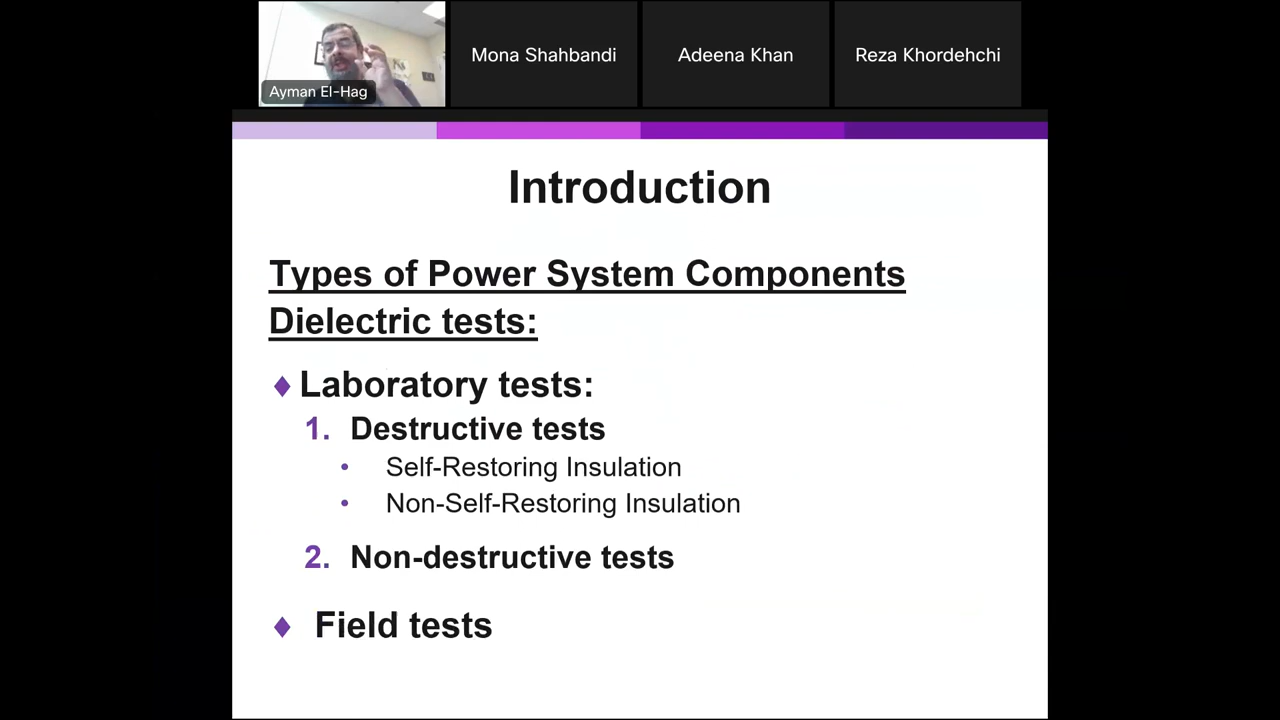 Ayman El-Hag
Mona Shahbandi
Adeena Khan
Reza Khordehchi
Introduction
Types of Power System Components
Dielectric tests:
♦ Laboratory tests:
1. Destructive tests
• Self-Restoring Insulation
• Non-Self-Restoring Insulation
2. Non-destructive tests
♦ Field tests